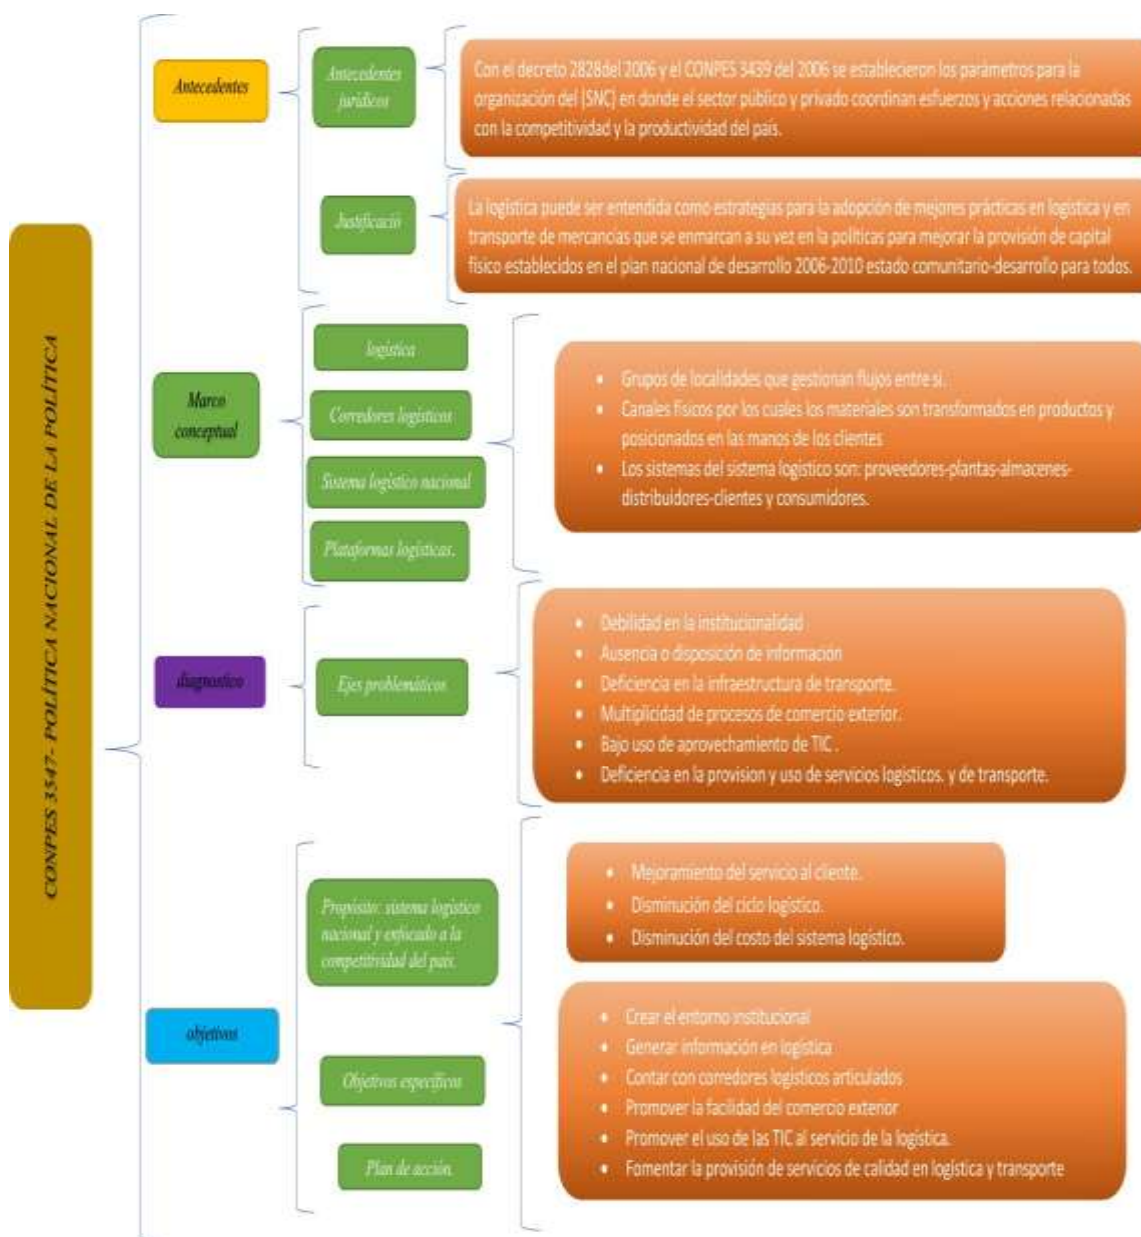 CONPES 3547- POLÍTICA NACIONAL DE LA POLÍTICA
Antecedentes
Antecedentes
jurídicos
Con el decreto 2828del 2006 y el CONPES 3439 del 2006 se establecieron los parámetros para la
organización del [SNC] en donde el sector público y privado coordinan esfuerzos y acciones relacionadas
con la competitividad y la productividad del país.
Justificació
La logística puede ser entendida como estrategias para la adopción de mejores prácticas en logística y en
transporte de mercancías que se enmarcan a su vez en la políticas para mejorar la provisión de capital
físico establecidos en el plan nacional de desarrollo 2006-2010 estado comunitario-desarrollo para todos.
Marco
conceptual
logística
Corredores logísticos
Sistema logístico nacional
Plataformas logísticas.
• Grupos de localidades que gestionan flujos entre sí.
• Canales físicos por los cuales los materiales son transformados en productos y
posicionados en las manos de los clientes
• Los sistemas del sistema logístico son: proveedores-plantas-almacenes-
distribuidores-clientes y consumidores.
diagnostico
Ejes problemáticos
• Debilidad en la institucionalidad
• Ausencia o disposición de información
• Deficiencia en la infraestructura de transporte.
• Multiplicidad de procesos de comercio exterior.
• Bajo uso de aprovechamiento de TIC .
• Deficiencia en la provision y uso de servicios logísticos. y de transporte.
objetivos
Propósito: sistema logístico
nacional y enfocado a la
competitividad del país.
• Mejoramiento del servicio al cliente.
• Disminución del ciclo logístico.
• Disminución del costo del sistema logístico.
Objetivos específicos
Plan de acción.
• Crear el entorno institucional
• Generar información en logística
• Contar con corredores logísticos articulados
• Promover la facilidad del comercio exterior
• Promover el uso de las TIC al servicio de la logística.
• Fomentar la provisión de servicios de calidad en logística y transporte